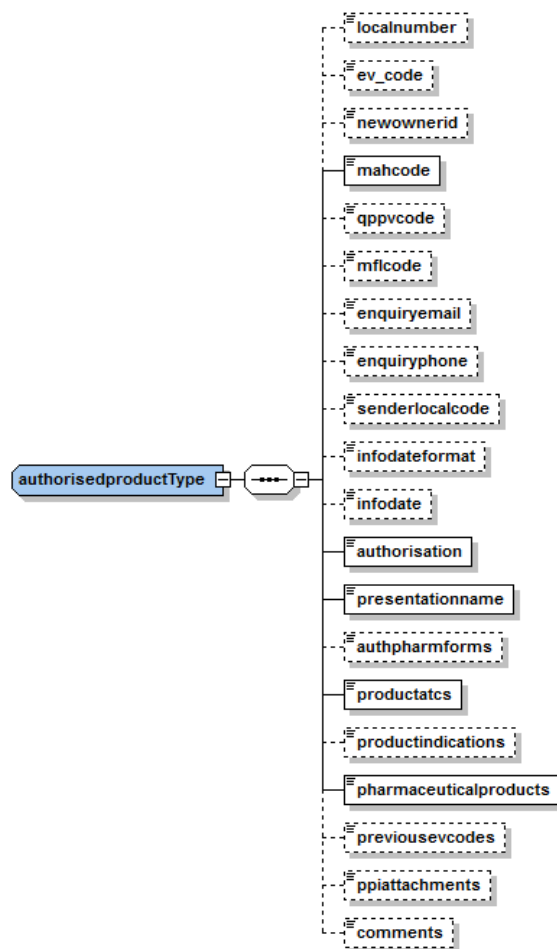 localnumber
ev_code
newownerid
mahcode
qppvcode
mflcode
enquiryemail
enquiryphone
senderlocalcode
infodateformat
authorisedproductType
infodate
authorisation
presentationname
authpharmforms
productatcs
productindications
pharmaceuticalproducts
previousevcodes
ppiattachments
comments